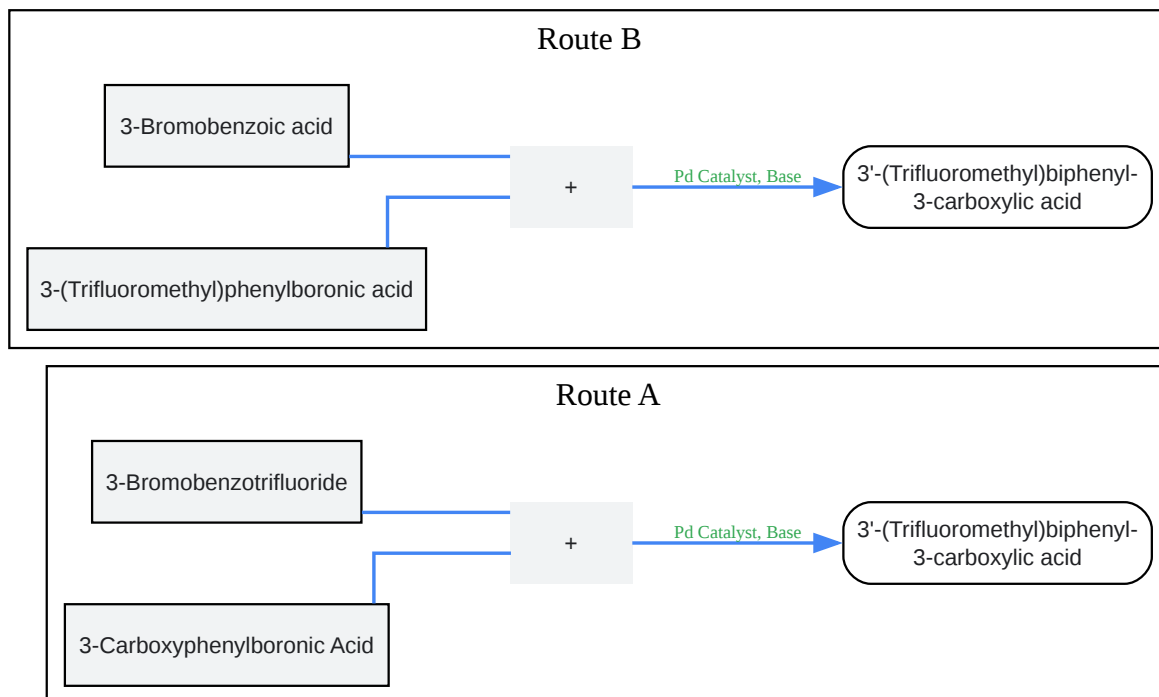 Route B
3-Bromobenzoic acid
3-(Trifluoromethyl)phenylboronic acid
+
Pd Catalyst, Base
3'-(Trifluoromethyl)biphenyl-
3-carboxylic acid
Route A
3-Bromobenzotrifluoride
3-Carboxyphenylboronic Acid
+
Pd Catalyst, Base
3'-(Trifluoromethyl)biphenyl-
3-carboxylic acid